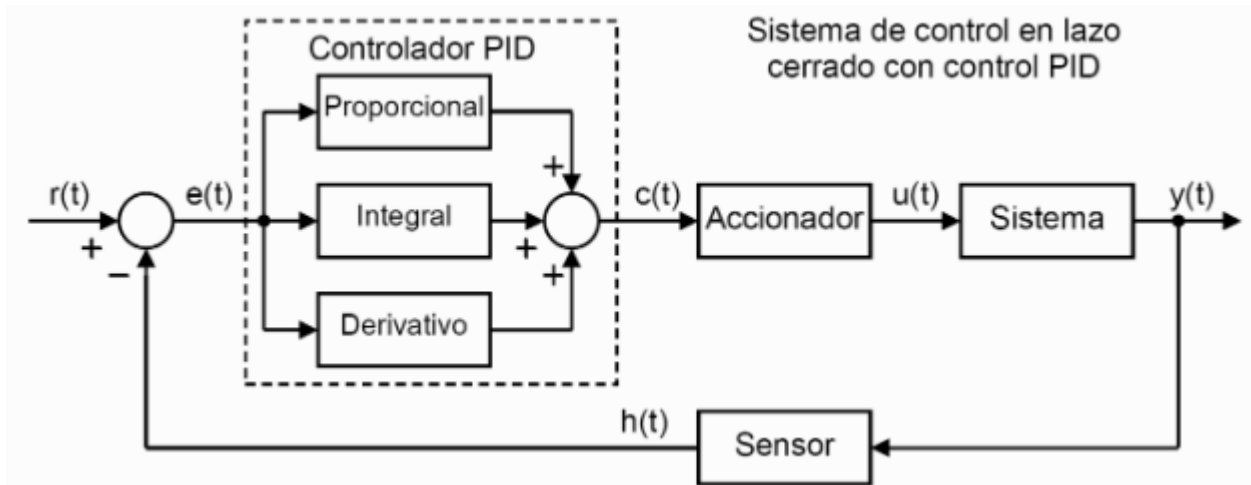 Sistema de control en lazo
cerrado con control PID
Controlador PID
Proporcional
Integral
Derivativo
r(t)
+
−
e(t)
+
+
+
c(t)
Accionador
u(t)
Sistema
y(t)
h(t)
Sensor